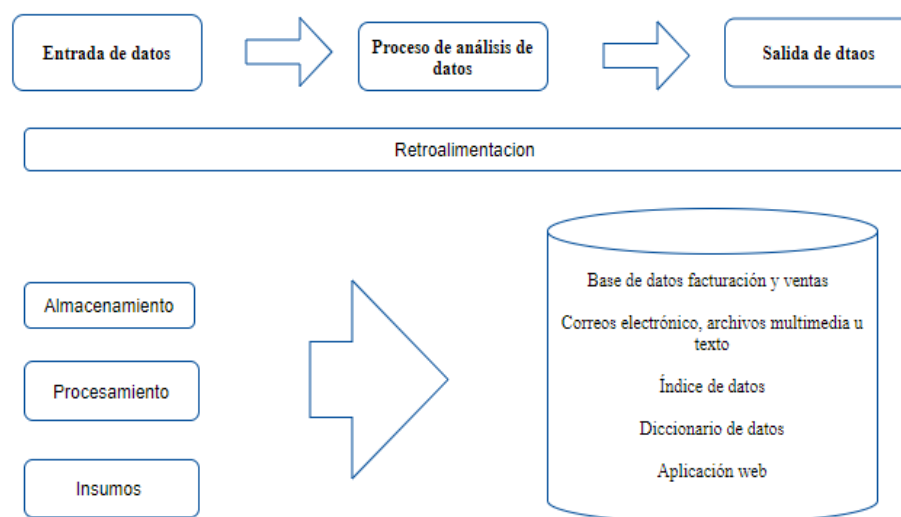 Entrada de datos
Proceso de análisis de
datos
Salida de dtaos
Retroalimentacion
Almacenamiento
Procesamiento
Insumos
Base de datos facturación y ventas
Correos electrónico, archivos multimedia u
texto
Índice de datos
Diccionario de datos
Aplicación web